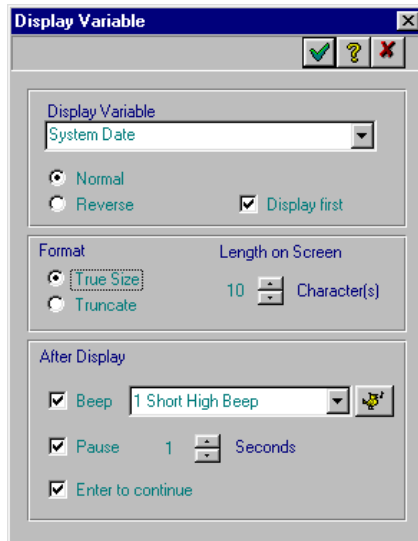 Display Variable
Display Variable
System Date
Normal
Reverse
Display first
Format
Length on Screen
True Size
10 Character(s)
Truncate
After Display
Beep 1 Short High Beep
Pause 1 Seconds
Enter to continue